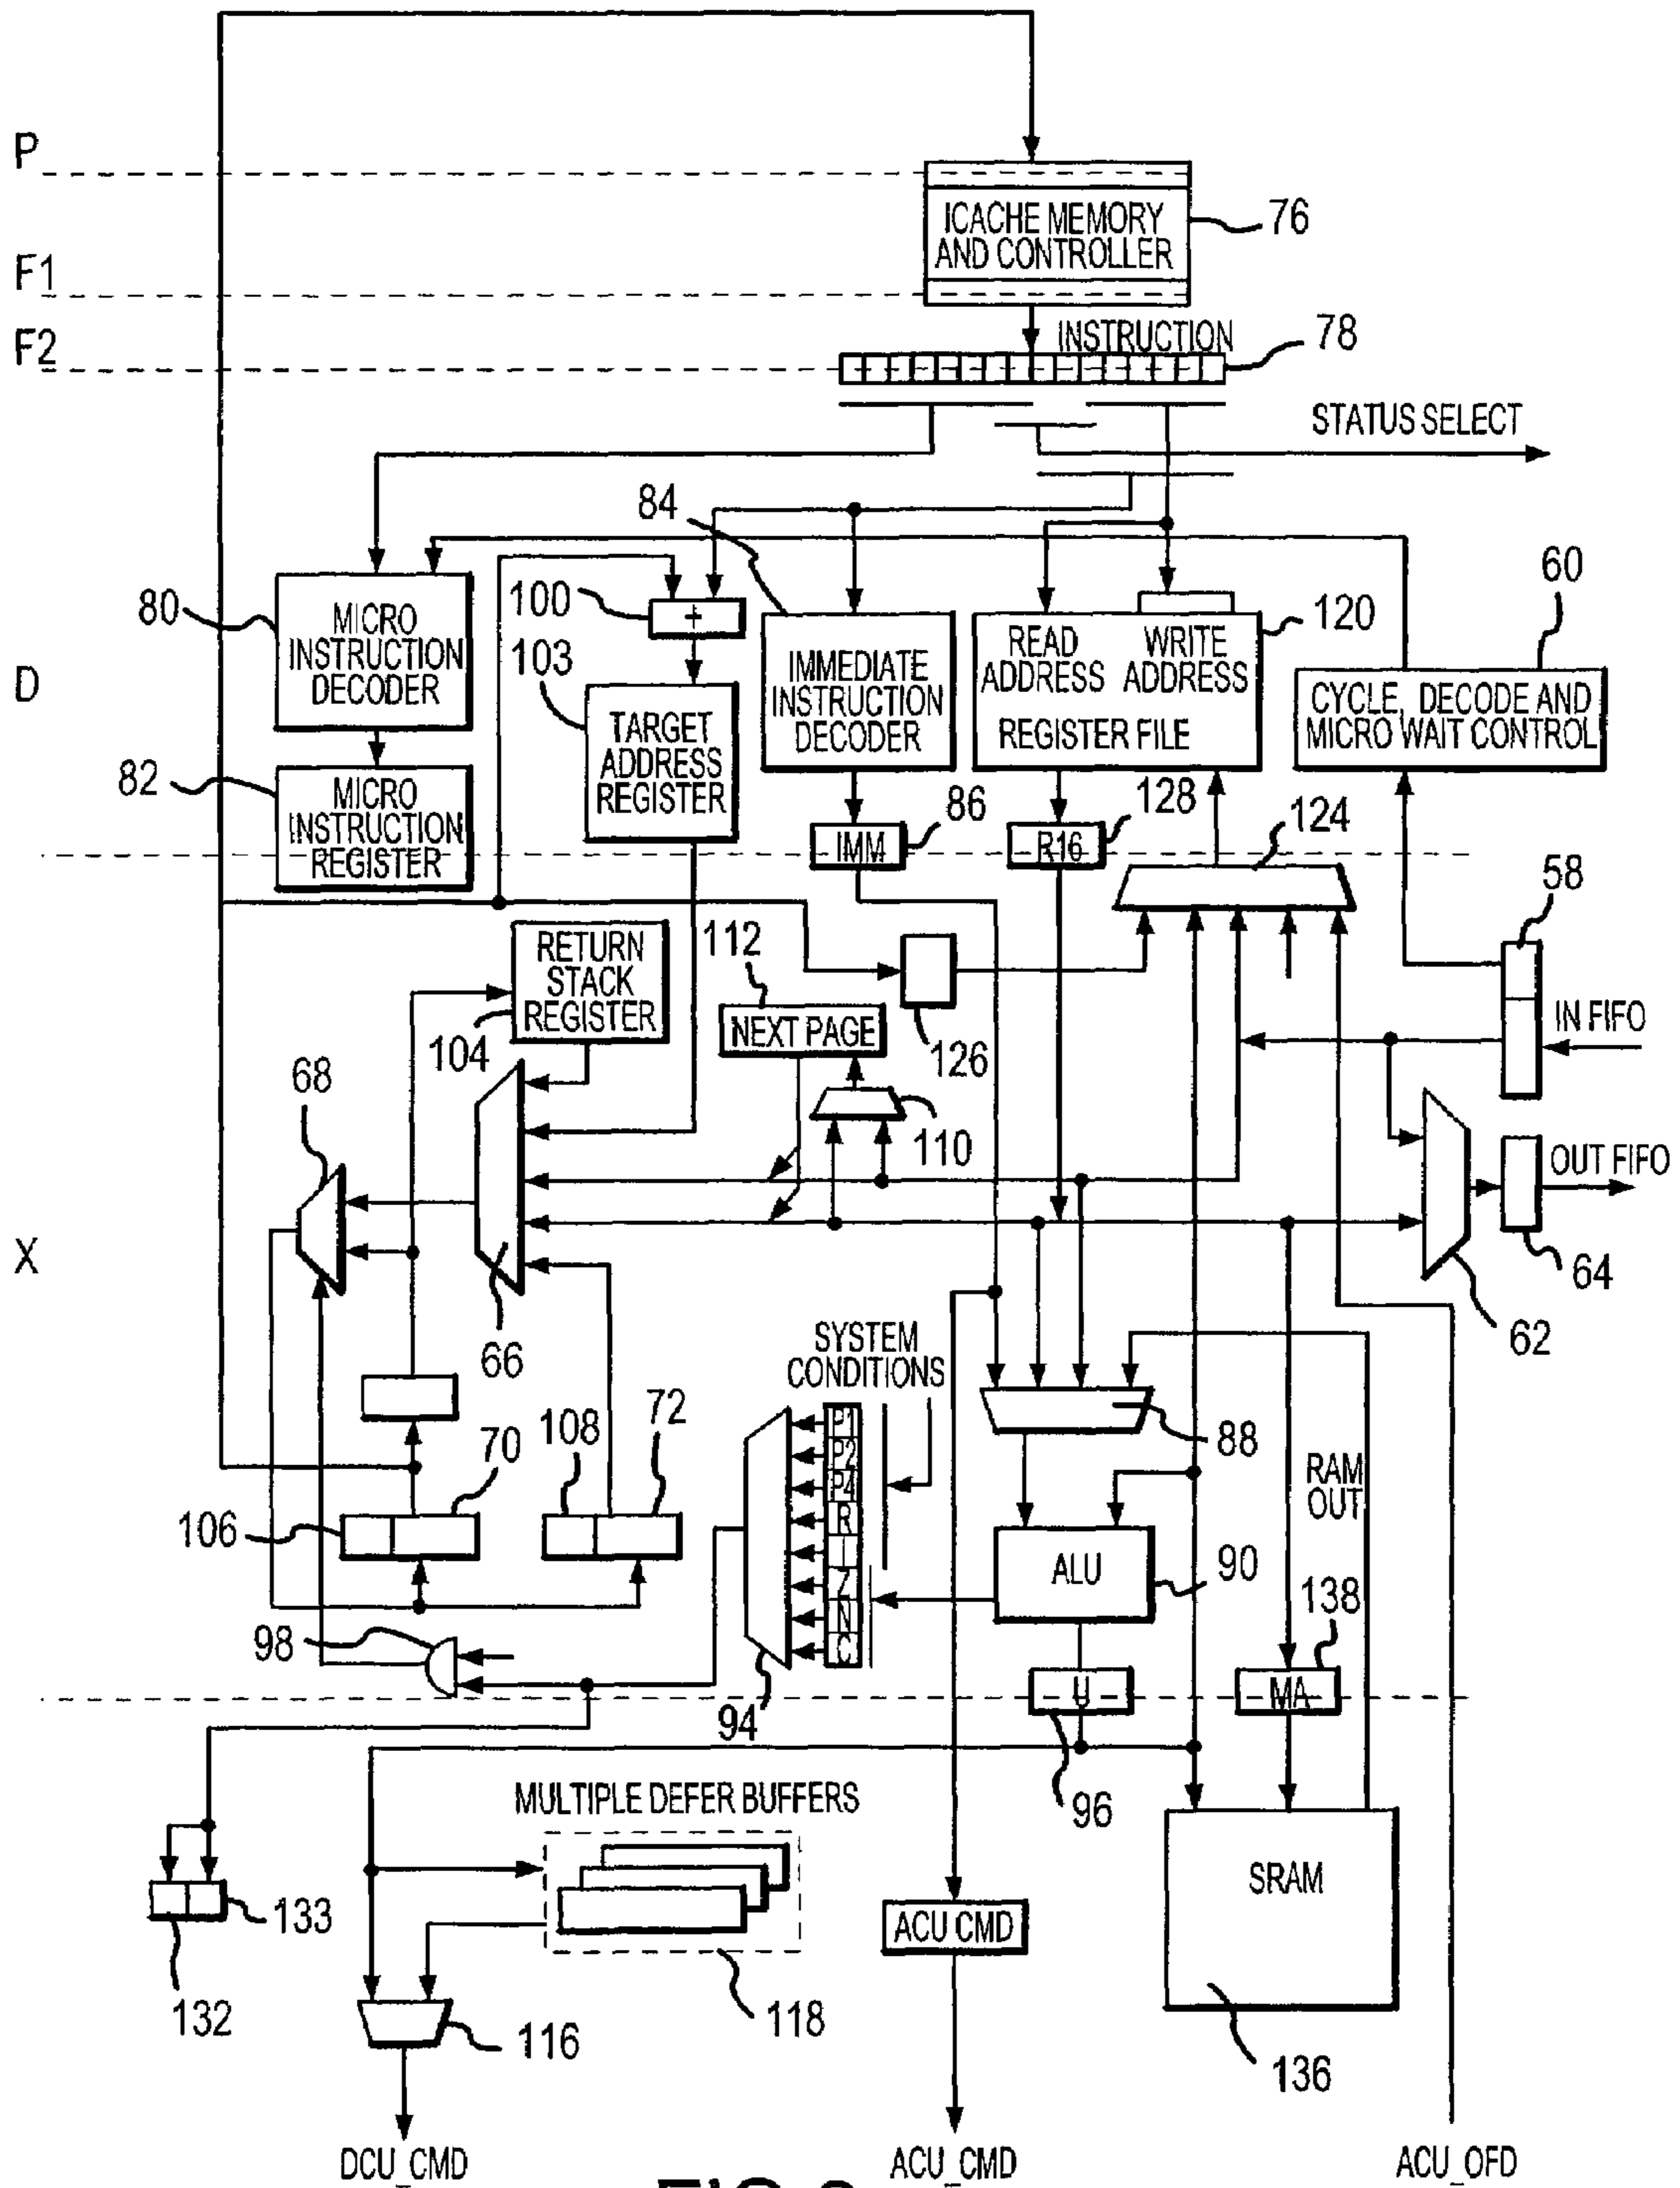 P
ICACHE MEMORY
AND CONTROLLER
76
F1
F2
INSTRUCTION
78
STATUS SELECT
84
60
80
MICRO
INSTRUCTION
DECODER
100
+
103
TARGET
ADDRESS
REGISTER
IMMEDIATE
INSTRUCTION
DECODER
READ
ADDRESS
WRITE
ADDRESS
REGISTER FILE
120
CYCLE, DECODE AND
MICRO WAIT CONTROL
D
82
MICRO
INSTRUCTION
REGISTER
IMM
86
R16
128
124
58
RETURN
STACK
REGISTER
104
112
NEXT PAGE
126
IN FIFO
68
110
OUT FIFO
64
X
66
62
SYSTEM
CONDITIONS
88
70
108
72
106
P1
P2
P4
R
I
Z
N
C
RAM
OUT
ALU
90
138
98
94
U
MA
96
MULTIPLE DEFER BUFFERS
SRAM
133
132
118
116
ACU CMD
136
DCU_CMD
ACU_CMD
ACU_OFD